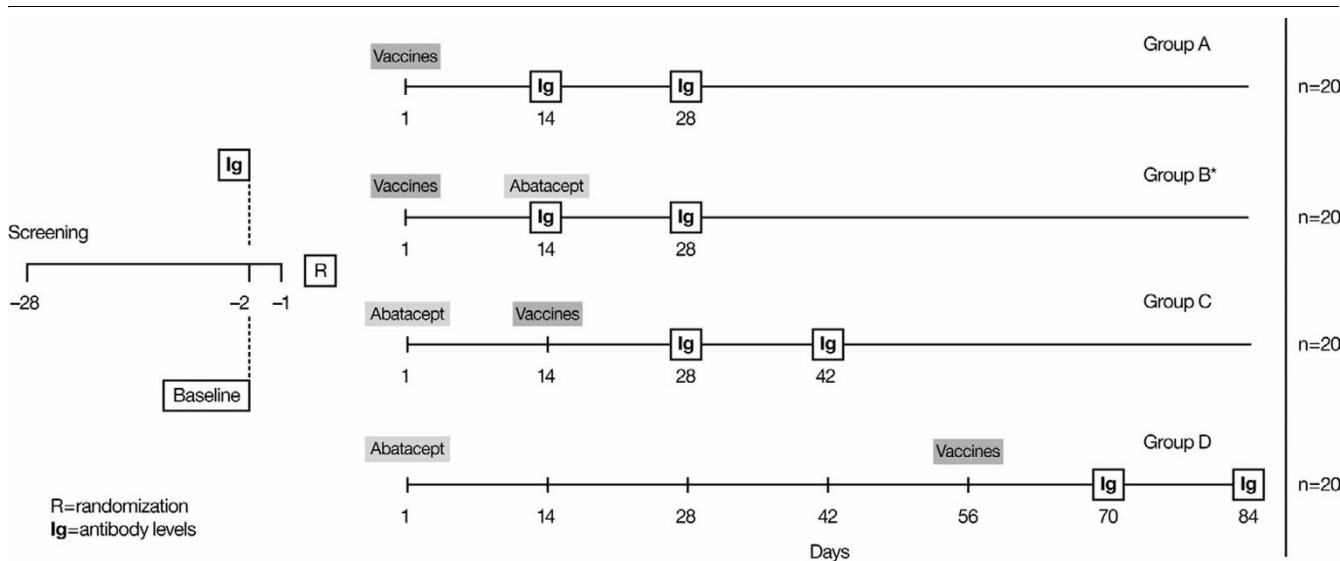 Group A
Vaccines
Ig Ig
1 14 28
n=20
Ig
Group B*
Vaccines Abatacept
Ig Ig
1 14 28
n=20
Screening
R
–28 –2 –1
Baseline
Group C
Abatacept Vaccines
Ig Ig
1 14 28 42
n=20
Group D
Abatacept Vaccines
Ig Ig
1 14 28 42 56 70 84
n=20
Days
R=randomization
Ig=antibody levels